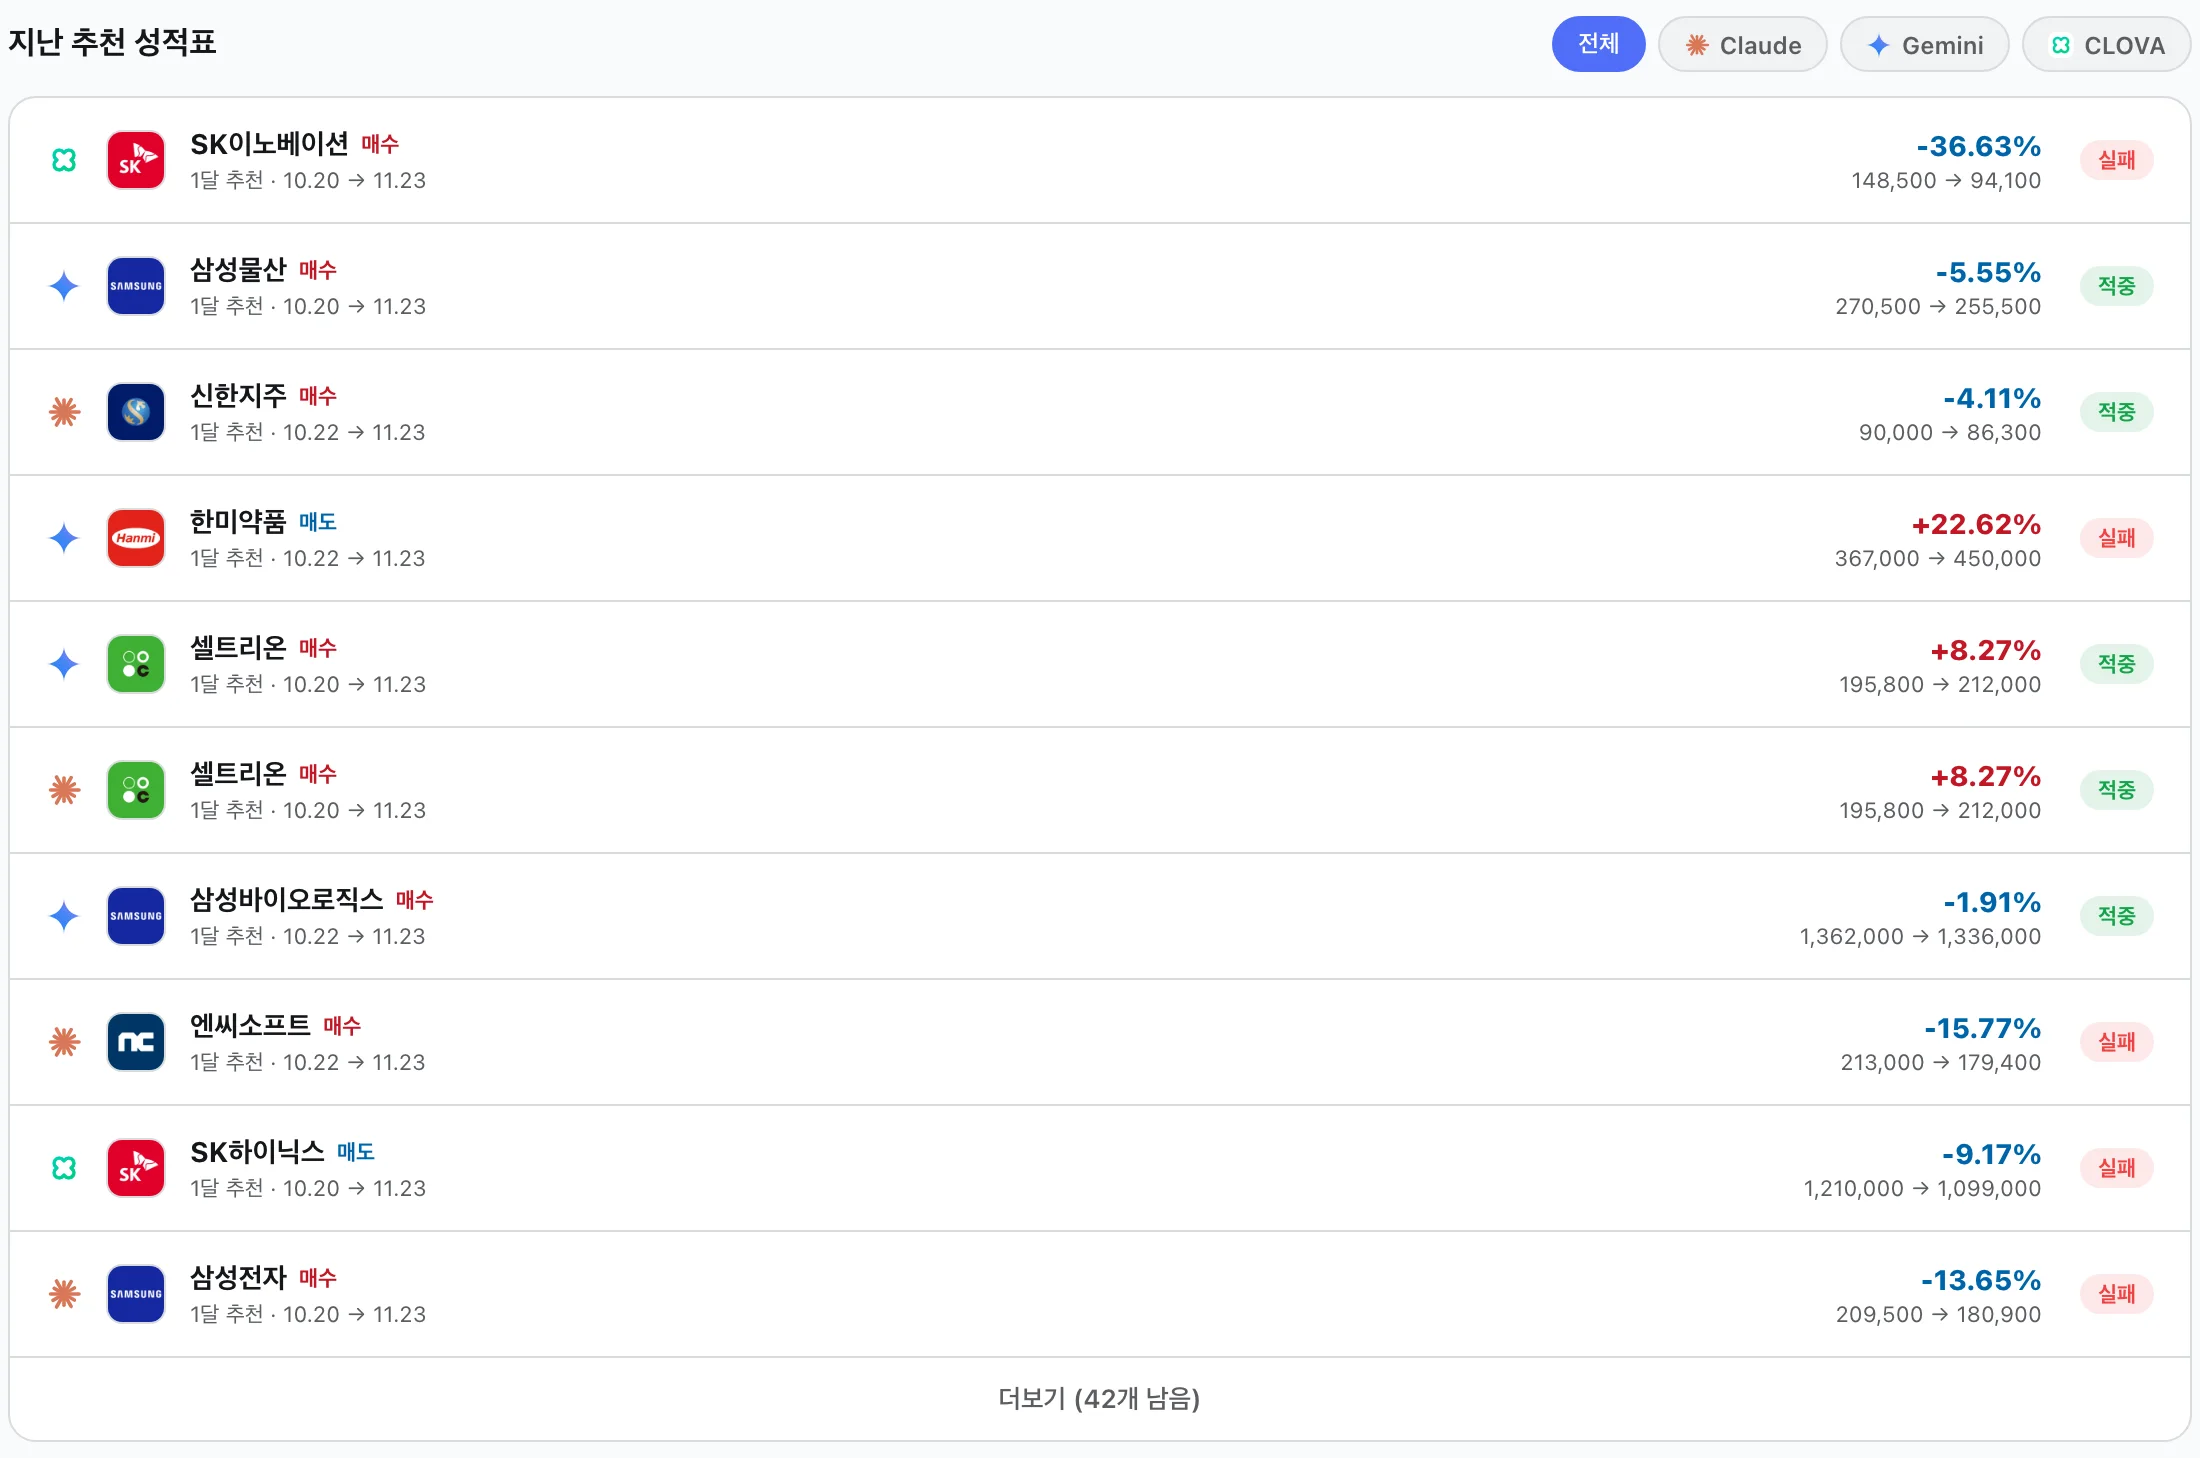 지난 추천 성적표
전체
Claude
Gemini
CLOVA
SK
SK이노베이션 매수
1달 추천 · 10.20 → 11.23
-36.63%
148,500 → 94,100
실패
SAMSUNG
삼성물산 매수
1달 추천 · 10.20 → 11.23
-5.55%
270,500 → 255,500
적중
신한지주 매수
1달 추천 · 10.22 → 11.23
-4.11%
90,000 → 86,300
적중
Hanmi
한미약품 매도
1달 추천 · 10.22 → 11.23
+22.62%
367,000 → 450,000
실패
셀트리온 매수
1달 추천 · 10.20 → 11.23
+8.27%
195,800 → 212,000
적중
셀트리온 매수
1달 추천 · 10.20 → 11.23
+8.27%
195,800 → 212,000
적중
SAMSUNG
삼성바이오로직스 매수
1달 추천 · 10.22 → 11.23
-1.91%
1,362,000 → 1,336,000
적중
nc
엔씨소프트 매수
1달 추천 · 10.22 → 11.23
-15.77%
213,000 → 179,400
실패
SK
SK하이닉스 매도
1달 추천 · 10.20 → 11.23
-9.17%
1,210,000 → 1,099,000
실패
SAMSUNG
삼성전자 매수
1달 추천 · 10.20 → 11.23
-13.65%
209,500 → 180,900
실패
더보기 (42개 남음)